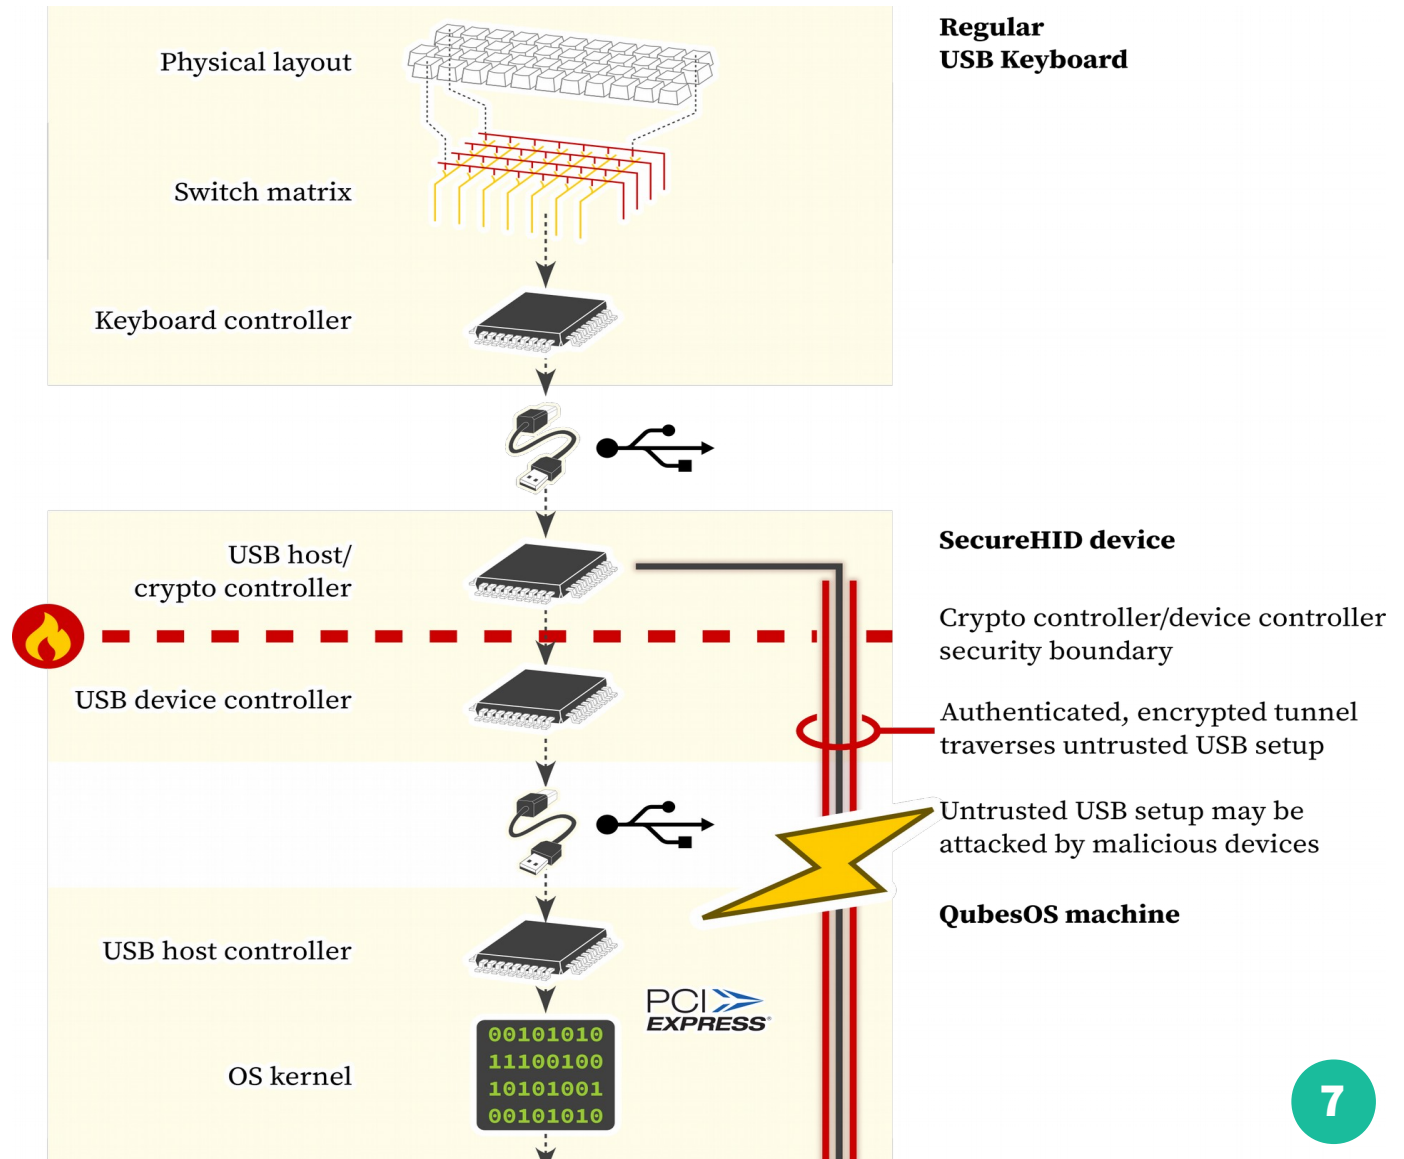 Regular
USB Keyboard
Physical layout
Switch matrix
Keyboard controller
SecureHID device
USB host/
crypto controller
Crypto controller/device controller
security boundary
USB device controller
Authenticated, encrypted tunnel
traverses untrusted USB setup
Untrusted USB setup may be
attacked by malicious devices
QubesOS machine
USB host controller
PCI
EXPRESS
OS kernel
00101010
11100100
10101001
00101010
7